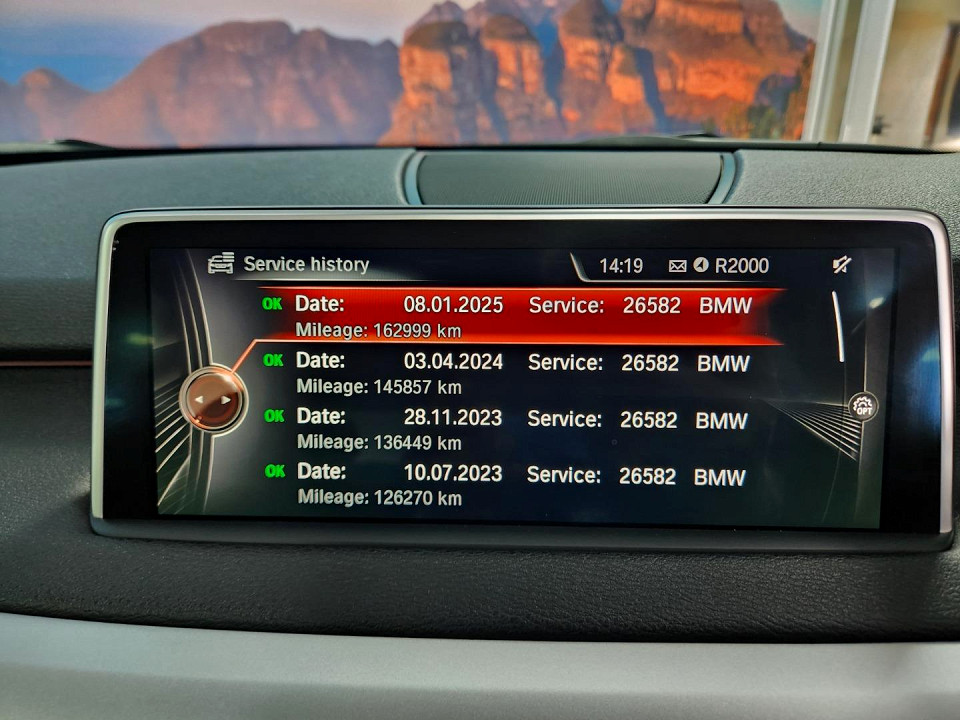 Service history 14:19 R2000
OK Date: 08.01.2025 Service: 26582 BMW
Mileage: 162999 km
OK Date: 03.04.2024 Service: 26582 BMW
Mileage: 145857 km
OK Date: 28.11.2023 Service: 26582 BMW
Mileage: 136449 km
OPT
OK Date: 10.07.2023 Service: 26582 BMW
Mileage: 126270 km